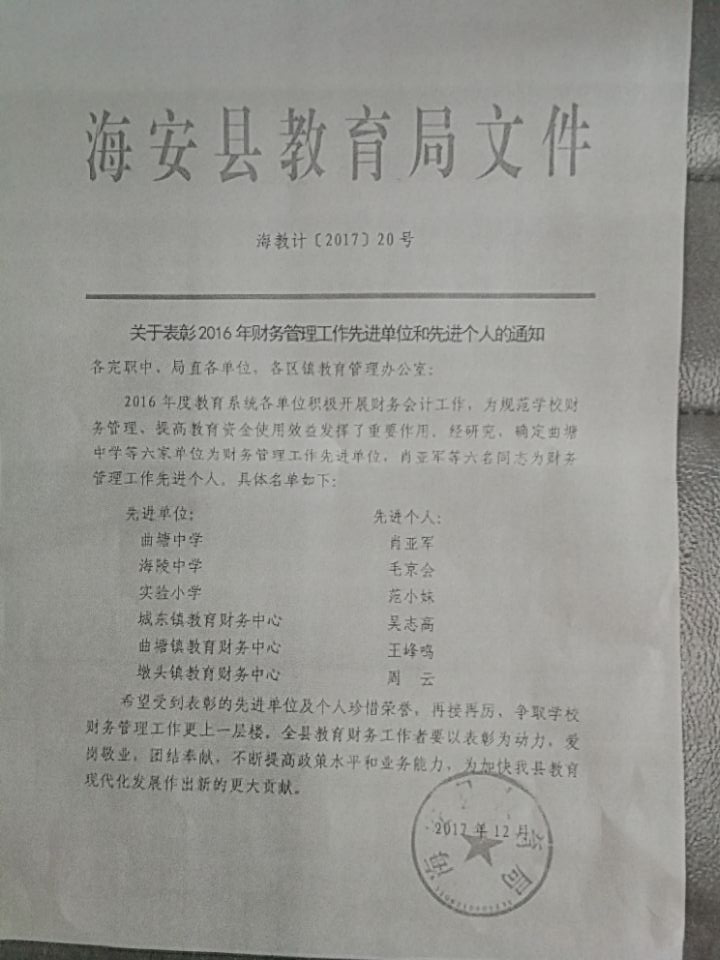 海安县教育局文件
海教计〔2017〕20号
关于表彰2016年财务管理工作先进单位和先进个人的通知
各完职中、局直各单位，各区镇教育管理办公室：
2016年度教育系统各单位积极开展财务会计工作，为规范学校财
务管理、提高教育资金使用效益发挥了重要作用。经研究，确定曲塘
中学等六家单位为财务管理工作先进单位，肖亚军等六名同志为财务
管理工作先进个人。具体名单如下：
先进单位： 先进个人：
曲塘中学 肖亚军
海陵中学 毛京会
实验小学 范小妹
城东镇教育财务中心 吴志高
曲塘镇教育财务中心 王峰鸣
墩头镇教育财务中心 周 云
希望受到表彰的先进单位及个人珍惜荣誉，再接再厉、争取学校
财务管理工作更上一层楼。全县教育财务工作者要以表彰为动力，爱
岗敬业，团结奉献，不断提高政策水平和业务能力，为加快我县教育
现代化发展作出新的更大贡献。
2017年12月
海 育局